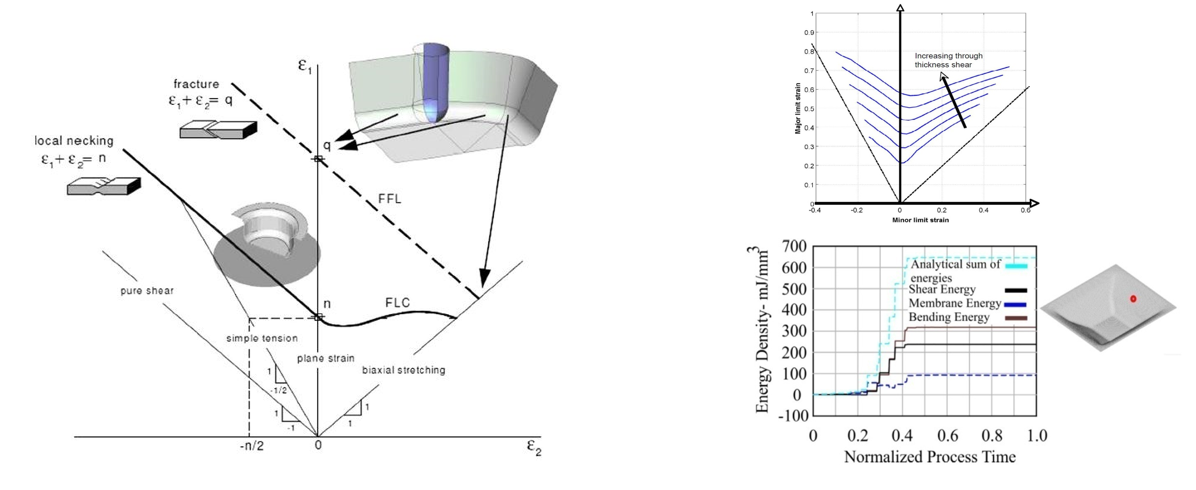 ε₁
fracture
ε₁+ ε₂= q
local necking
ε₁+ ε₂= n
q
FFL
pure shear
n
FLC
simple tension
plane strain
biaxial stretching
1
-1/2
1
-1
1
1
-n/2
0
ε₂
1
0.9
0.8
0.7
0.6
0.5
0.4
0.3
0.2
0.1
0
Major limit strain
Increasing through
thickness shear
-0.4
-0.2
0
0.2
0.4
0.6
Minor limit strain
700
600
500
400
300
200
100
0
-100
Energy Density- mJ/mm³
Analytical sum of
energies
Shear Energy
Membrane Energy
Bending Energy
0
0.2
0.4
0.6
0.8
1.0
Normalized Process Time